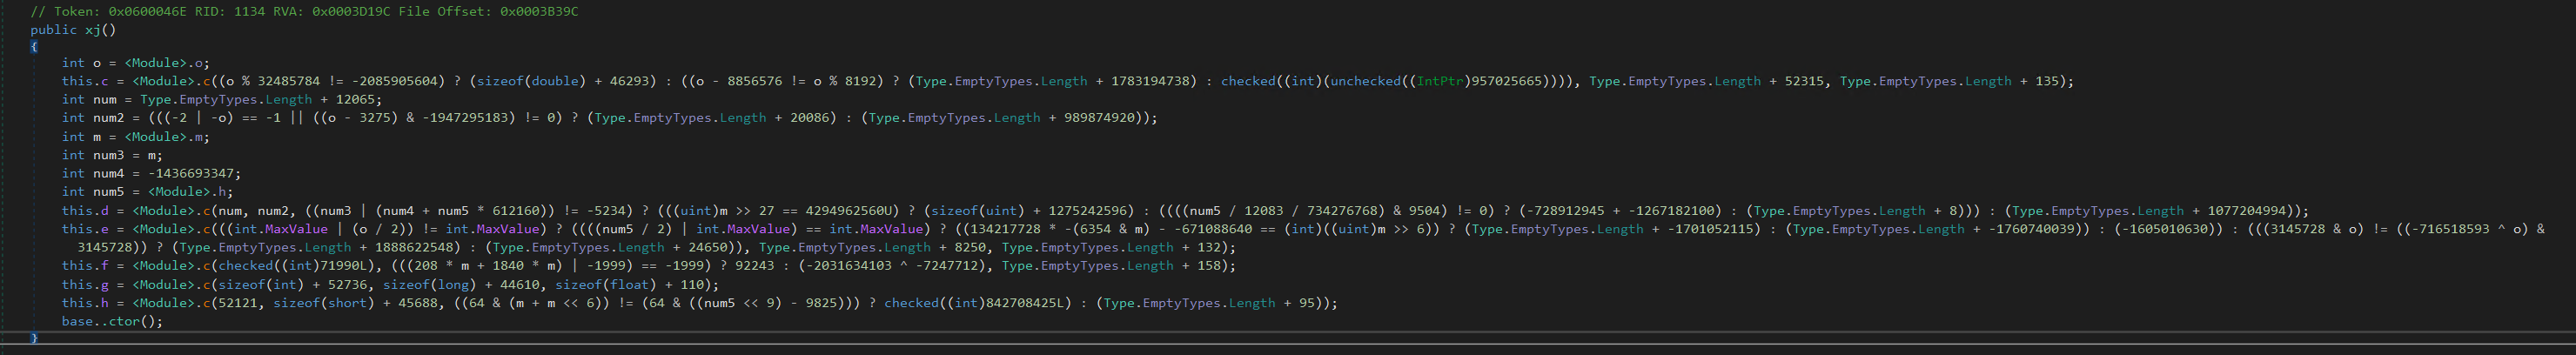 // Token: 0x0600046E RID: 1134 RVA: 0x0003D19C File Offset: 0x0003B39C
public xj()
{
int o = <Module>.o;
this.c = <Module>.c((o % 32485784 != -2085905604) ? (sizeof(double) + 46293) : ((o - 8856576 != o % 8192) ? (Type.EmptyTypes.Length + 1783194738) : checked((int)(unchecked((IntPtr)957025665)))), Type.EmptyTypes.Length + 52315, Type.EmptyTypes.Length + 135);
int num = Type.EmptyTypes.Length + 12065;
int num2 = (((-2 | -o) == -1 || ((o - 3275) & -1947295183) != 0) ? (Type.EmptyTypes.Length + 20086) : (Type.EmptyTypes.Length + 989874920));
int m = <Module>.m;
int num3 = m;
int num4 = -1436693347;
int num5 = <Module>.h;
this.d = <Module>.c(num, num2, ((num3 | (num4 + num5 * 612160)) != -5234) ? (((uint)m >> 27 == 4294962560U) ? (sizeof(uint) + 1275242596) : ((((num5 / 12083 / 734276768) & 9504) != 0) ? (-728912945 + -1267182100) : (Type.EmptyTypes.Length + 8))) : (Type.EmptyTypes.Length + 1077204994));
this.e = <Module>.c(((int.MaxValue | (o / 2)) != int.MaxValue) ? ((((num5 / 2) | int.MaxValue) == int.MaxValue) ? ((134217728 * -(6354 & m) - -671088640 == (int)((uint)m >> 6)) ? (Type.EmptyTypes.Length + -1701052115) : (Type.EmptyTypes.Length + -1760740039)) : (-1605010630)) : (((3145728 & o) != ((-716518593 ^ o) &
3145728)) ? (Type.EmptyTypes.Length + 1888622548) : (Type.EmptyTypes.Length + 24650)), Type.EmptyTypes.Length + 8250, Type.EmptyTypes.Length + 132);
this.f = <Module>.c(checked((int)71990L), (((208 * m + 1840 * m) | -1999) == -1999) ? 92243 : (-2031634103 ^ -7247712), Type.EmptyTypes.Length + 158);
this.g = <Module>.c(sizeof(int) + 52736, sizeof(long) + 44610, sizeof(float) + 110);
this.h = <Module>.c(52121, sizeof(short) + 45688, ((64 & (m + m << 6)) != (64 & ((num5 << 9) - 9825))) ? checked((int)842708425L) : (Type.EmptyTypes.Length + 95));
base..ctor();
}